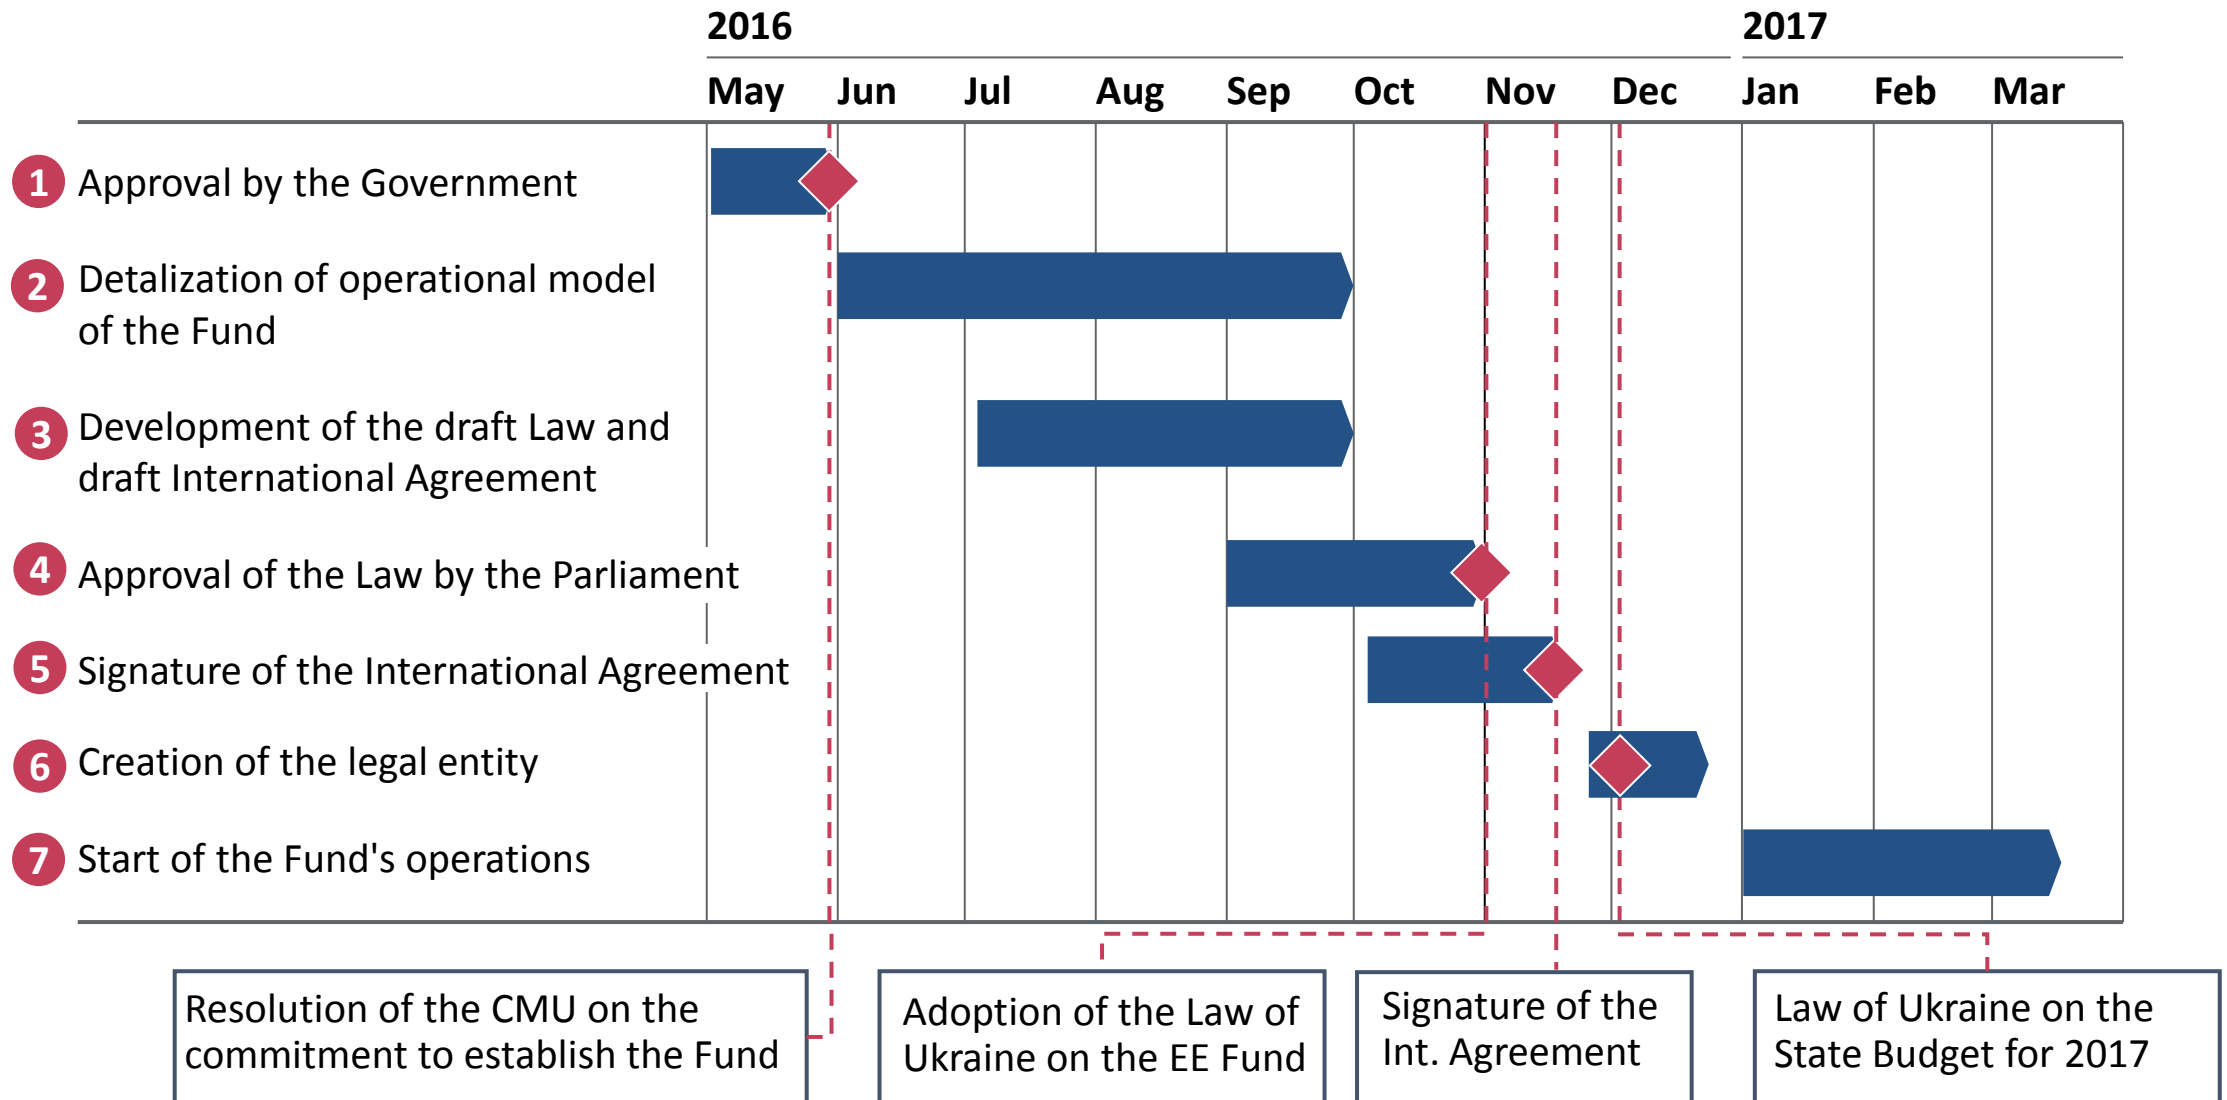 2016
2017
May Jun Jul Aug Sep Oct Nov Dec Jan Feb Mar
1 Approval by the Government
2 Detalization of operational model
of the Fund
3 Development of the draft Law and
draft International Agreement
4 Approval of the Law by the Parliament
5 Signature of the International Agreement
6 Creation of the legal entity
7 Start of the Fund's operations
Resolution of the CMU on the
commitment to establish the Fund
Adoption of the Law of
Ukraine on the EE Fund
Signature of the
Int. Agreement
Law of Ukraine on the
State Budget for 2017